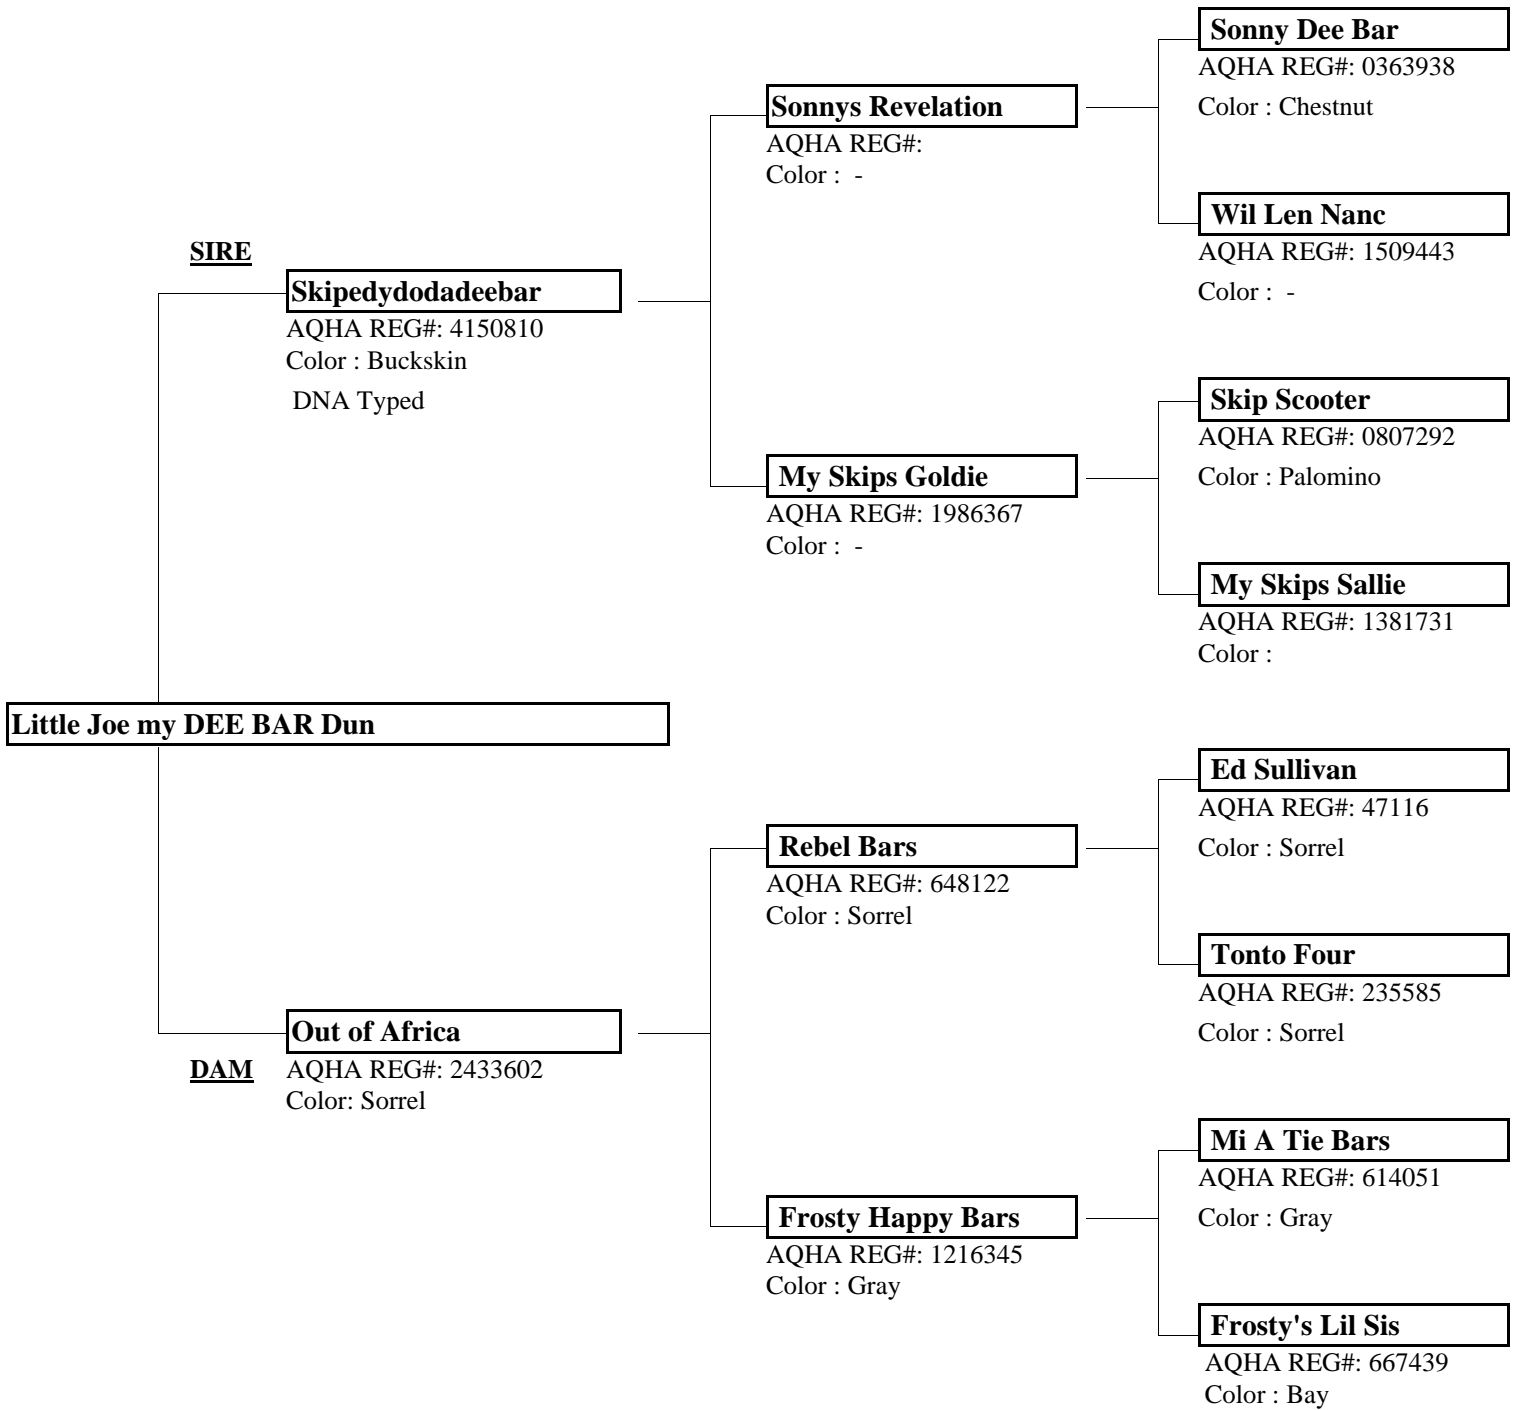 Sonny Dee Bar
AQHA REG#: 0363938
Color : Chestnut
Sonnys Revelation
AQHA REG#:
Color :  -
Wil Len Nanc
AQHA REG#: 1509443
Color :  -
SIRE
Skipedydodadeebar
AQHA REG#: 4150810
Color : Buckskin
DNA Typed
Skip Scooter
AQHA REG#: 0807292
Color : Palomino
My Skips Goldie
AQHA REG#: 1986367
Color :  -
My Skips Sallie
AQHA REG#: 1381731
Color :
Little Joe my DEE BAR Dun
Ed Sullivan
AQHA REG#: 47116
Color : Sorrel
Rebel Bars
AQHA REG#: 648122
Color : Sorrel
Tonto Four
AQHA REG#: 235585
Color : Sorrel
Out of Africa
DAM
AQHA REG#: 2433602
Color: Sorrel
Mi A Tie Bars
AQHA REG#: 614051
Color : Gray
Frosty Happy Bars
AQHA REG#: 1216345
Color : Gray
Frosty's Lil Sis
AQHA REG#: 667439
Color : Bay